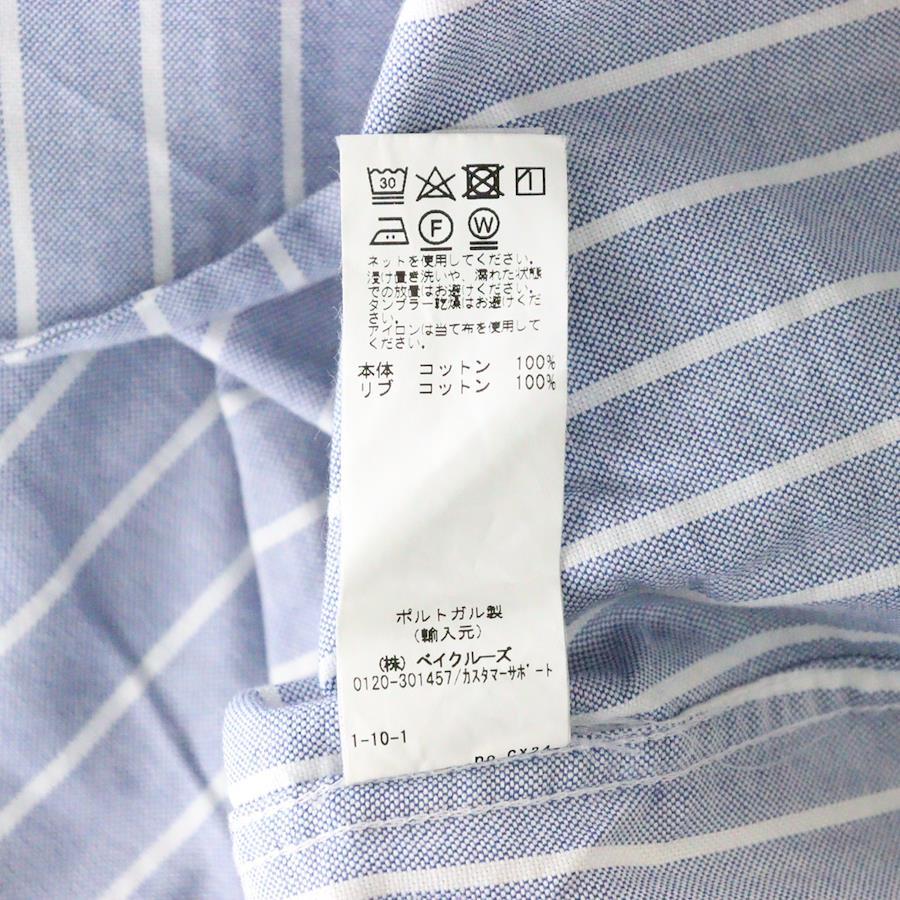 30
F W
ネットを使用してください。
浸け置き洗いや、濡れた状態
での放置はお避けくださ
い。
タンブラー乾燥はお避けくだ
さい。
アイロンは当て布を使用して
ください。
本体 コットン 100%
リブ コットン 100%
ポルトガル製
(輸入元)
(株) ベイクルーズ
0120-301457/カスタマーサポート
1-10-1